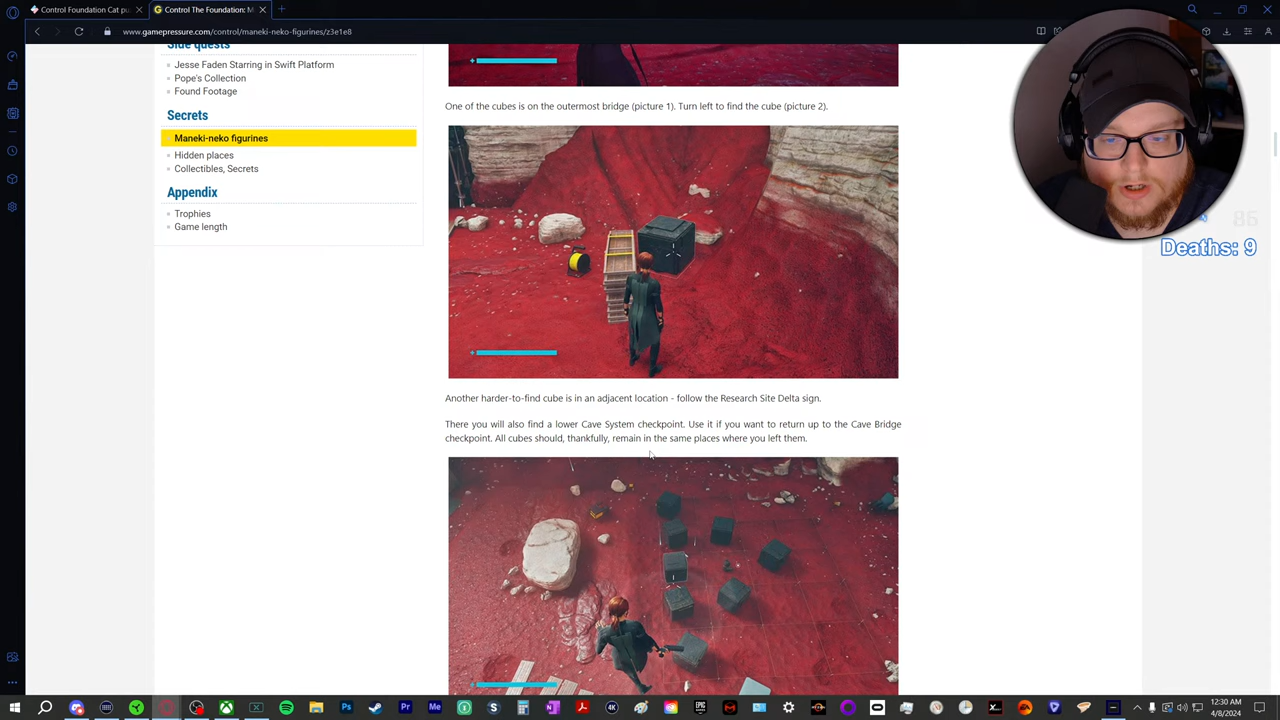 Control Foundation Cat pu
Control The Foundation: M
www.gamepressure.com/control/maneki-neko-figurines/z3e1e8
Side quests
Jesse Faden Starring in Swift Platform
Pope's Collection
Found Footage
Secrets
Maneki-neko figurines
Hidden places
Collectibles, Secrets
Appendix
Trophies
Game length
One of the cubes is on the outermost bridge (picture 1). Turn left to find the cube (picture 2).
Another harder-to-find cube is in an adjacent location - follow the Research Site Delta sign.
There you will also find a lower Cave System checkpoint. Use it if you want to return up to the Cave Bridge
checkpoint. All cubes should, thankfully, remain in the same places where you left them.
Deaths: 9
12:30 AM
4/8/2024